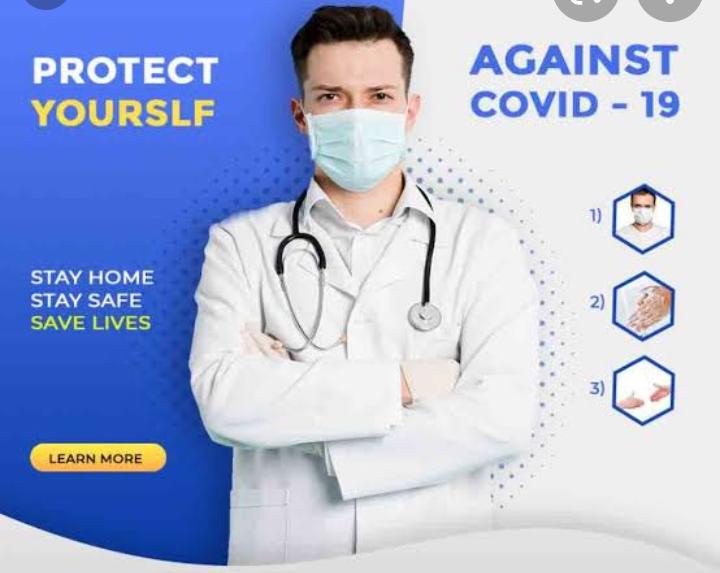 PROTECT
YOURSLF
AGAINST
COVID - 19
STAY HOME
STAY SAFE
SAVE LIVES
LEARN MORE
1)
2)
3)